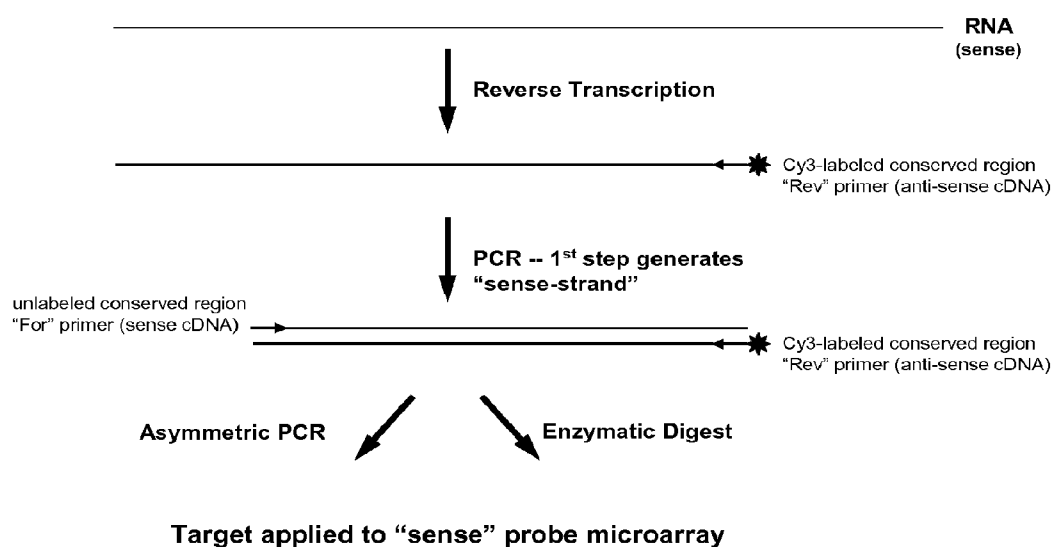 RNA
(sense)
Reverse Transcription
Cy3-labeled conserved region
"Rev" primer (anti-sense cDNA)
PCR -- 1st step generates
"sense-strand"
unlabeled conserved region
"For" primer (sense cDNA)
Cy3-labeled conserved region
"Rev" primer (anti-sense cDNA)
Asymmetric PCR
Enzymatic Digest
Target applied to "sense" probe microarray